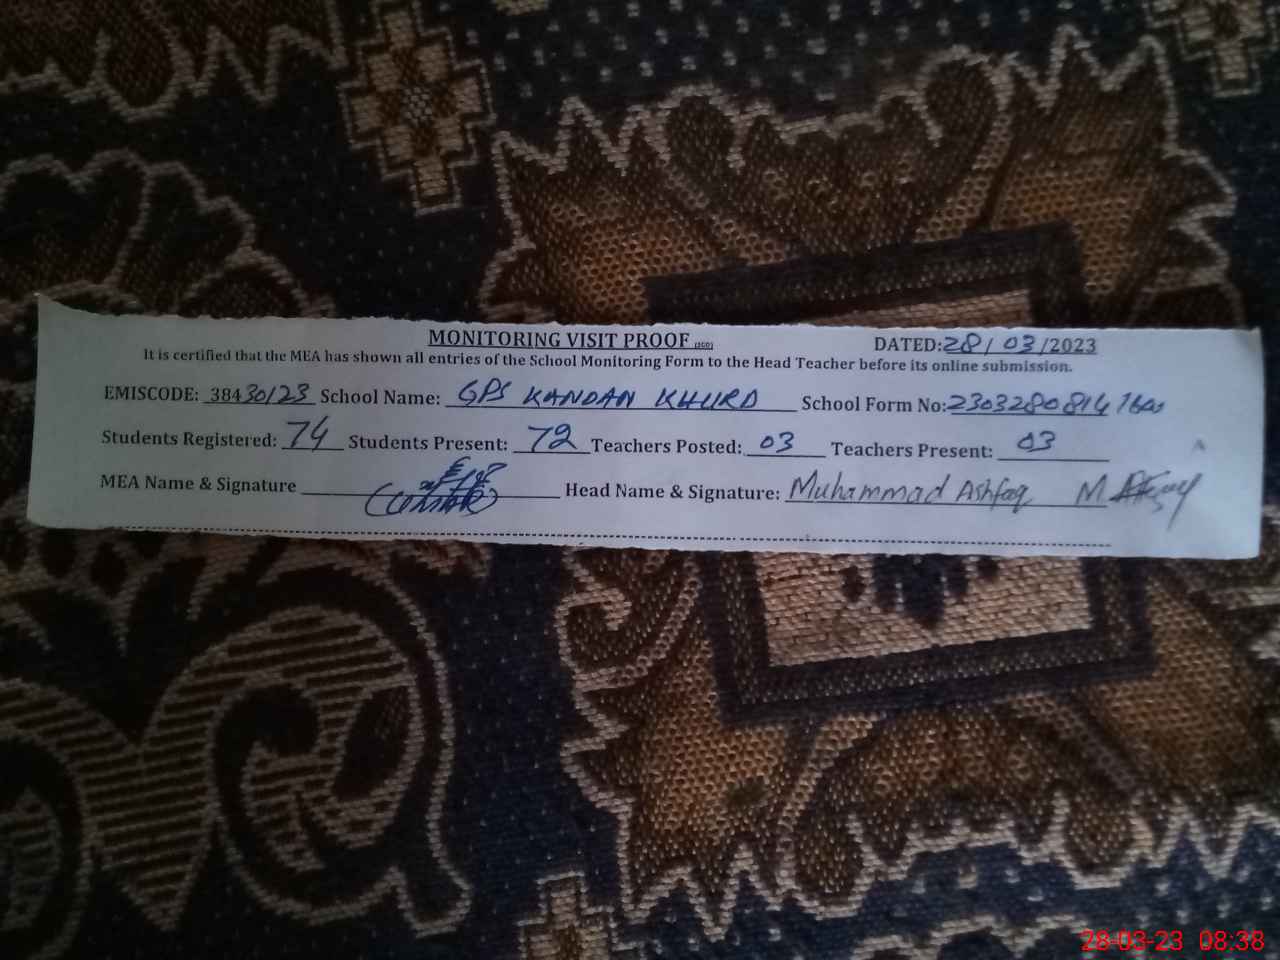 MONITORING VISIT PROOF
DATED: 28/03/2023
It is certified that the MEA has shown all entries of the School Monitoring Form to the Head Teacher before its online submission.
EMISCODE: 38430123 School Name: GPS KANDAN KHURD School Form No:
Students Registered: 74 Students Present: 72 Teachers Posted: 03 Teachers Present: 03
MEA Name & Signature Head Name & Signature: Muhammad Ashfaq
28-03-23 08:38